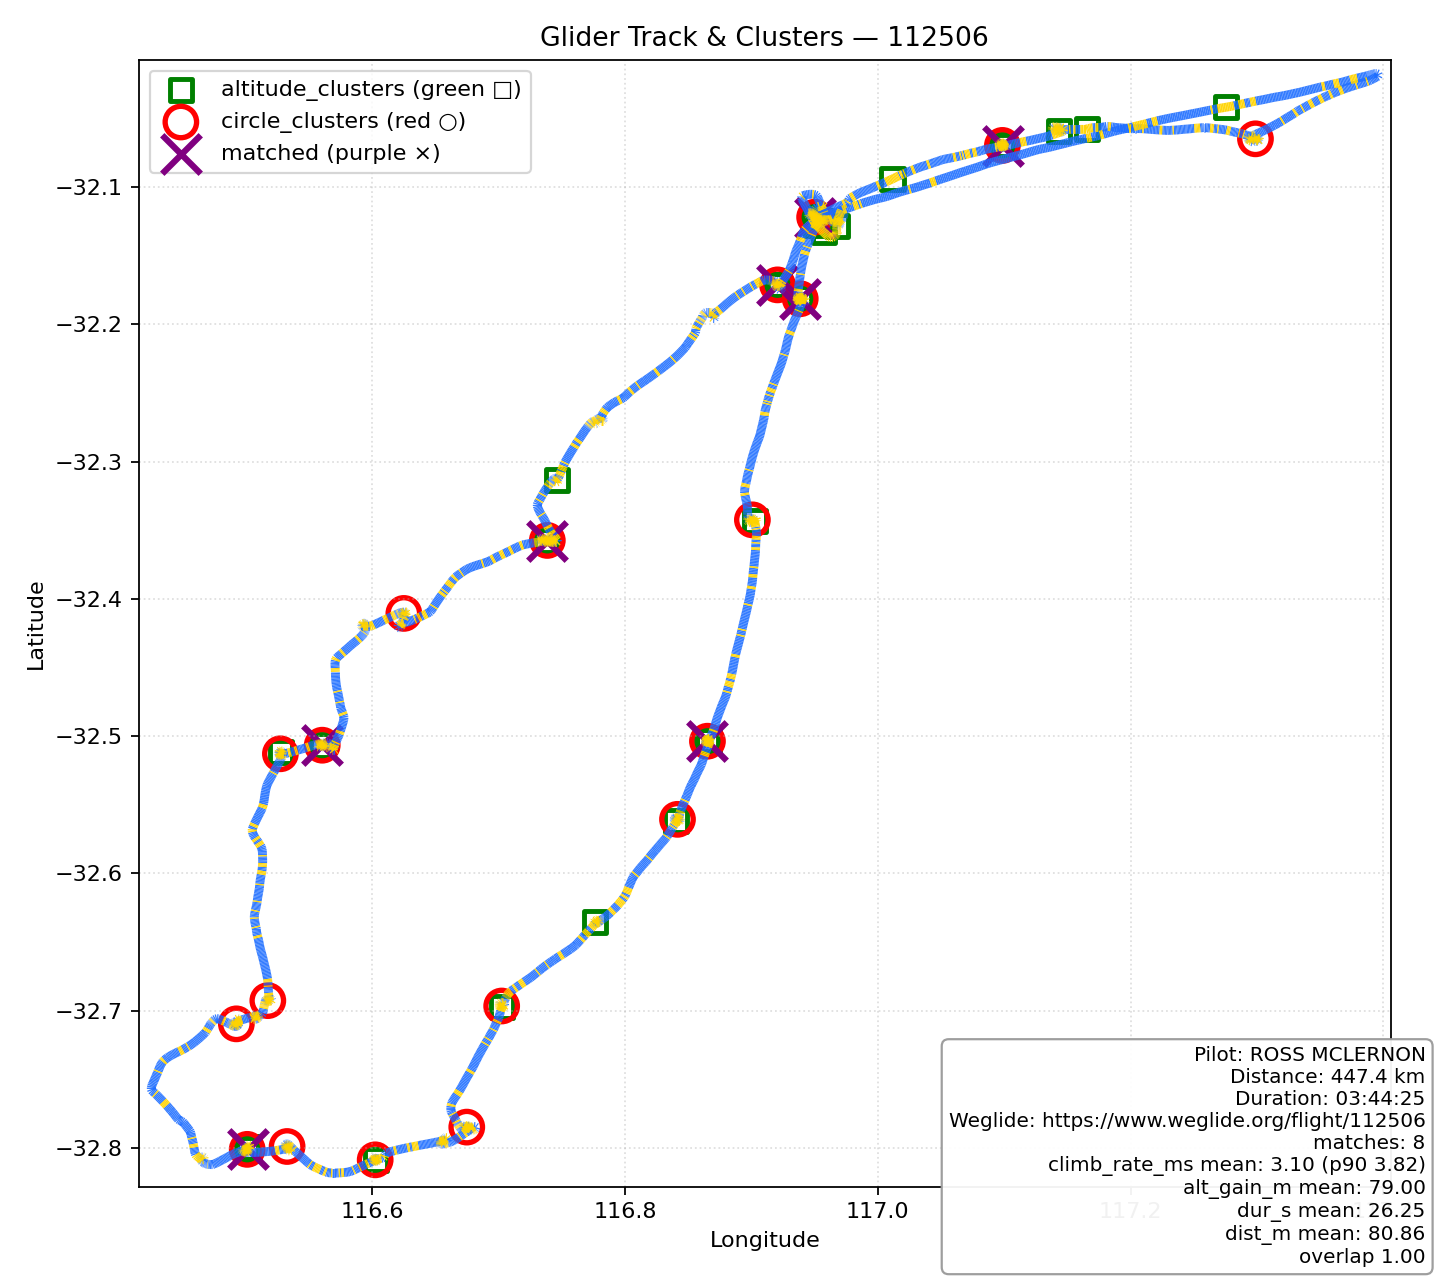 Glider Track & Clusters — 112506
altitude_clusters (green □)
circle_clusters (red ○)
matched (purple ×)
Latitude
−32.1
−32.2
−32.3
−32.4
−32.5
−32.6
−32.7
−32.8
116.6
116.8
117.0
117.2
Longitude
Pilot: ROSS MCLERNON
Distance: 447.4 km
Duration: 03:44:25
Weglide: https://www.weglide.org/flight/112506
matches: 8
climb_rate_ms mean: 3.10 (p90 3.82)
alt_gain_m mean: 79.00
dur_s mean: 26.25
dist_m mean: 80.86
overlap 1.00